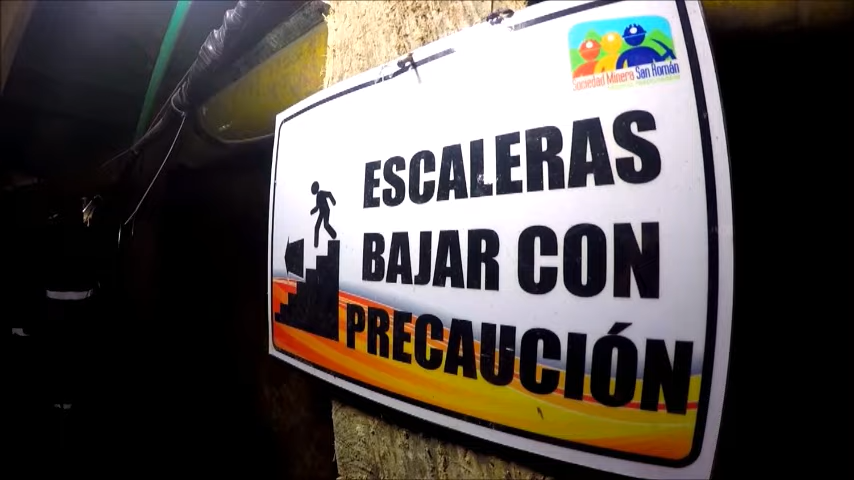 Sociedad Minera San Román
ESCALERAS
BAJAR CON
PRECAUCIÓN